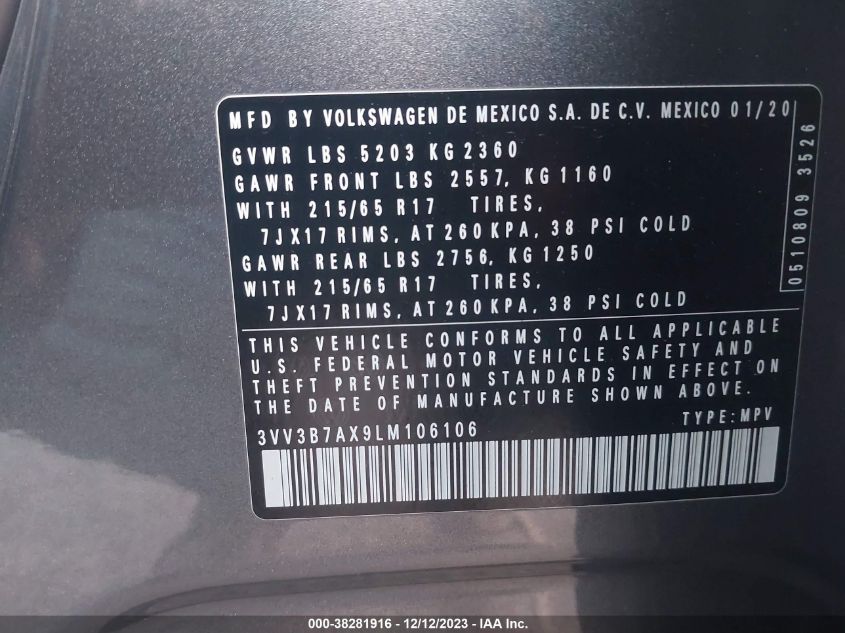 MFD BY VOLKSWAGEN DE MEXICO S.A. DE C.V. MEXICO 01/20
GVWR LBS 5203 KG 2360
GAWR FRONT LBS 2557, KG 1160
WITH 215/65 R17 TIRES,
7JX17 RIMS, AT 260 KPA, 38 PSI COLD
GAWR REAR LBS 2756, KG 1250
WITH 215/65 R17 TIRES,
7JX17 RIMS, AT 260 KPA, 38 PSI COLD
0510809 3526
THIS VEHICLE CONFORMS TO ALL APPLICABLE
U.S. FEDERAL MOTOR VEHICLE SAFETY AND
THEFT PREVENTION STANDARDS IN EFFECT ON
THE DATE OF MANUFACTURE SHOWN ABOVE.
TYPE: MPV
3VV3B7AX9LM106106
000-38281916 - 12/12/2023 - IAA Inc.